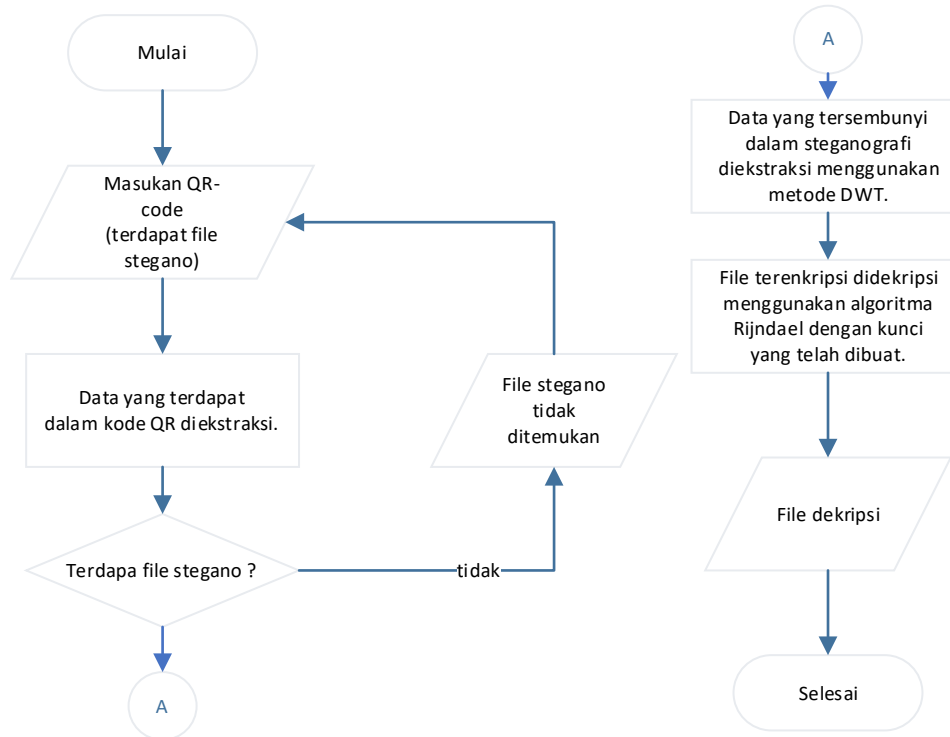 Mulai
Masukan QR-
code
(terdapat file
stegano)
Data yang terdapat
dalam kode QR diekstraksi.
Terdapa file stegano ?
tidak
File stegano
tidak
ditemukan
A
A
Data yang tersembunyi
dalam steganografi
diekstraksi menggunakan
metode DWT.
File terenkripsi didekripsi
menggunakan algoritma
Rijndael dengan kunci
yang telah dibuat.
File dekripsi
Selesai